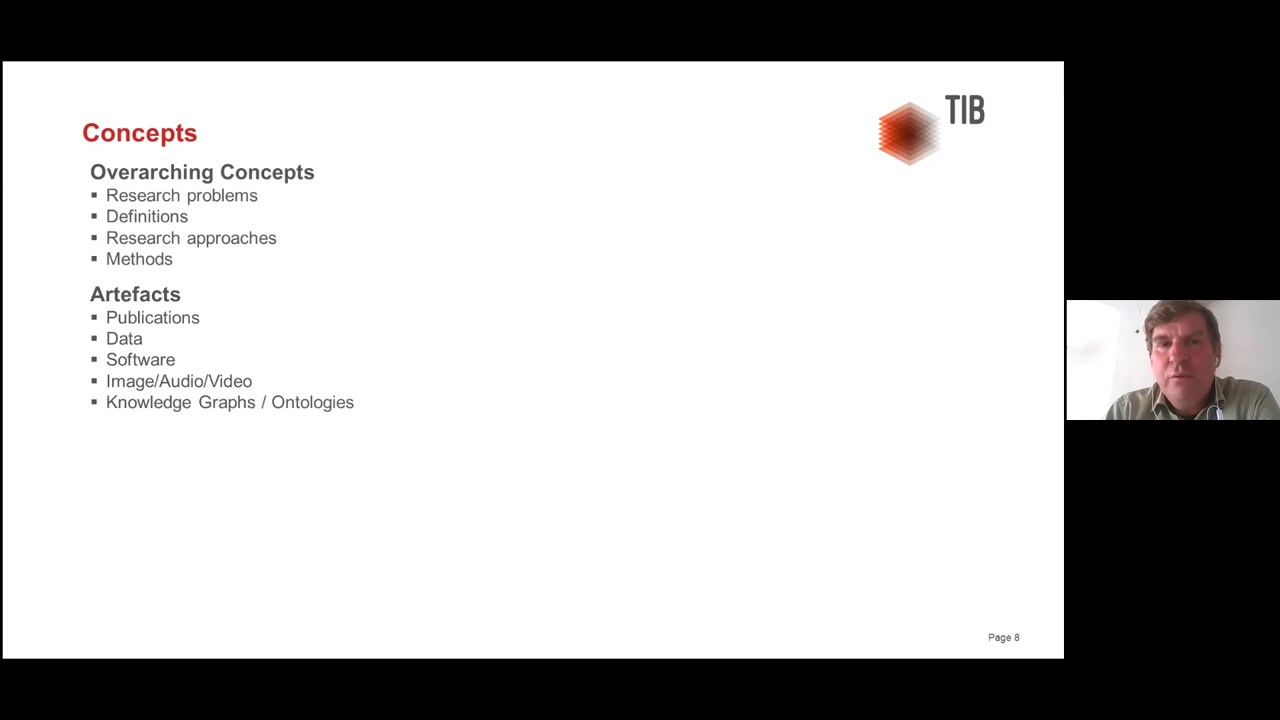 TIB
Concepts
Overarching Concepts
▪ Research problems
▪ Definitions
▪ Research approaches
▪ Methods
Artefacts
▪ Publications
▪ Data
▪ Software
▪ Image/Audio/Video
▪ Knowledge Graphs / Ontologies
Page 8